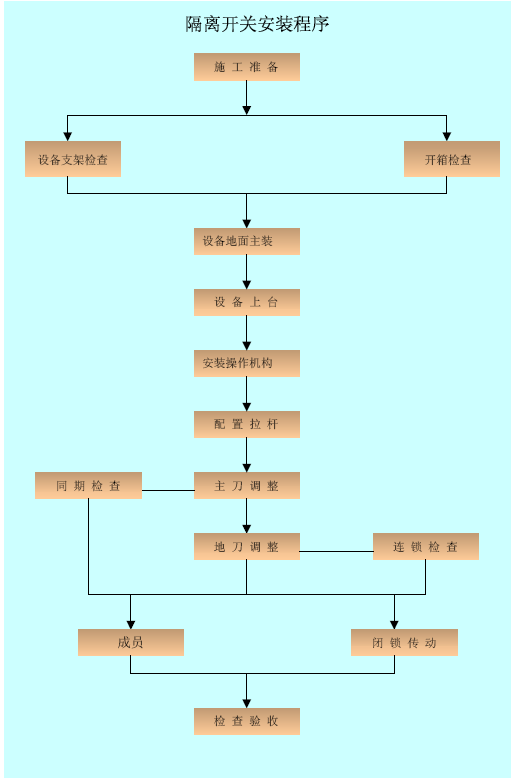 隔离开关安装程序
施工准备
设备支架检查
开箱检查
设备地面主装
设备上台
安装操作机构
配置拉杆
同期检查
主刀调整
地刀调整
连锁检查
成员
闭锁传动
检查验收